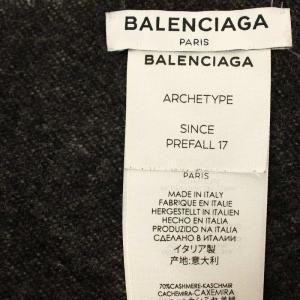 BALENCIAGA
PARIS
BALENCIAGA
ARCHETYPE
SINCE
PREFALL 17
PARIS
MADE IN ITALY
FABRIQUE EN ITALIE
HERGESTELLT IN ITALIEN
HECHO EN ITALIA
PRODUZIDO NA ITALIA
СДЕЛАНО В ИТАЛИИ
イタリア製
产地:意大利
70%CASHMERE-KASCHMIR
CACHEMIRA-CAXEMIRA